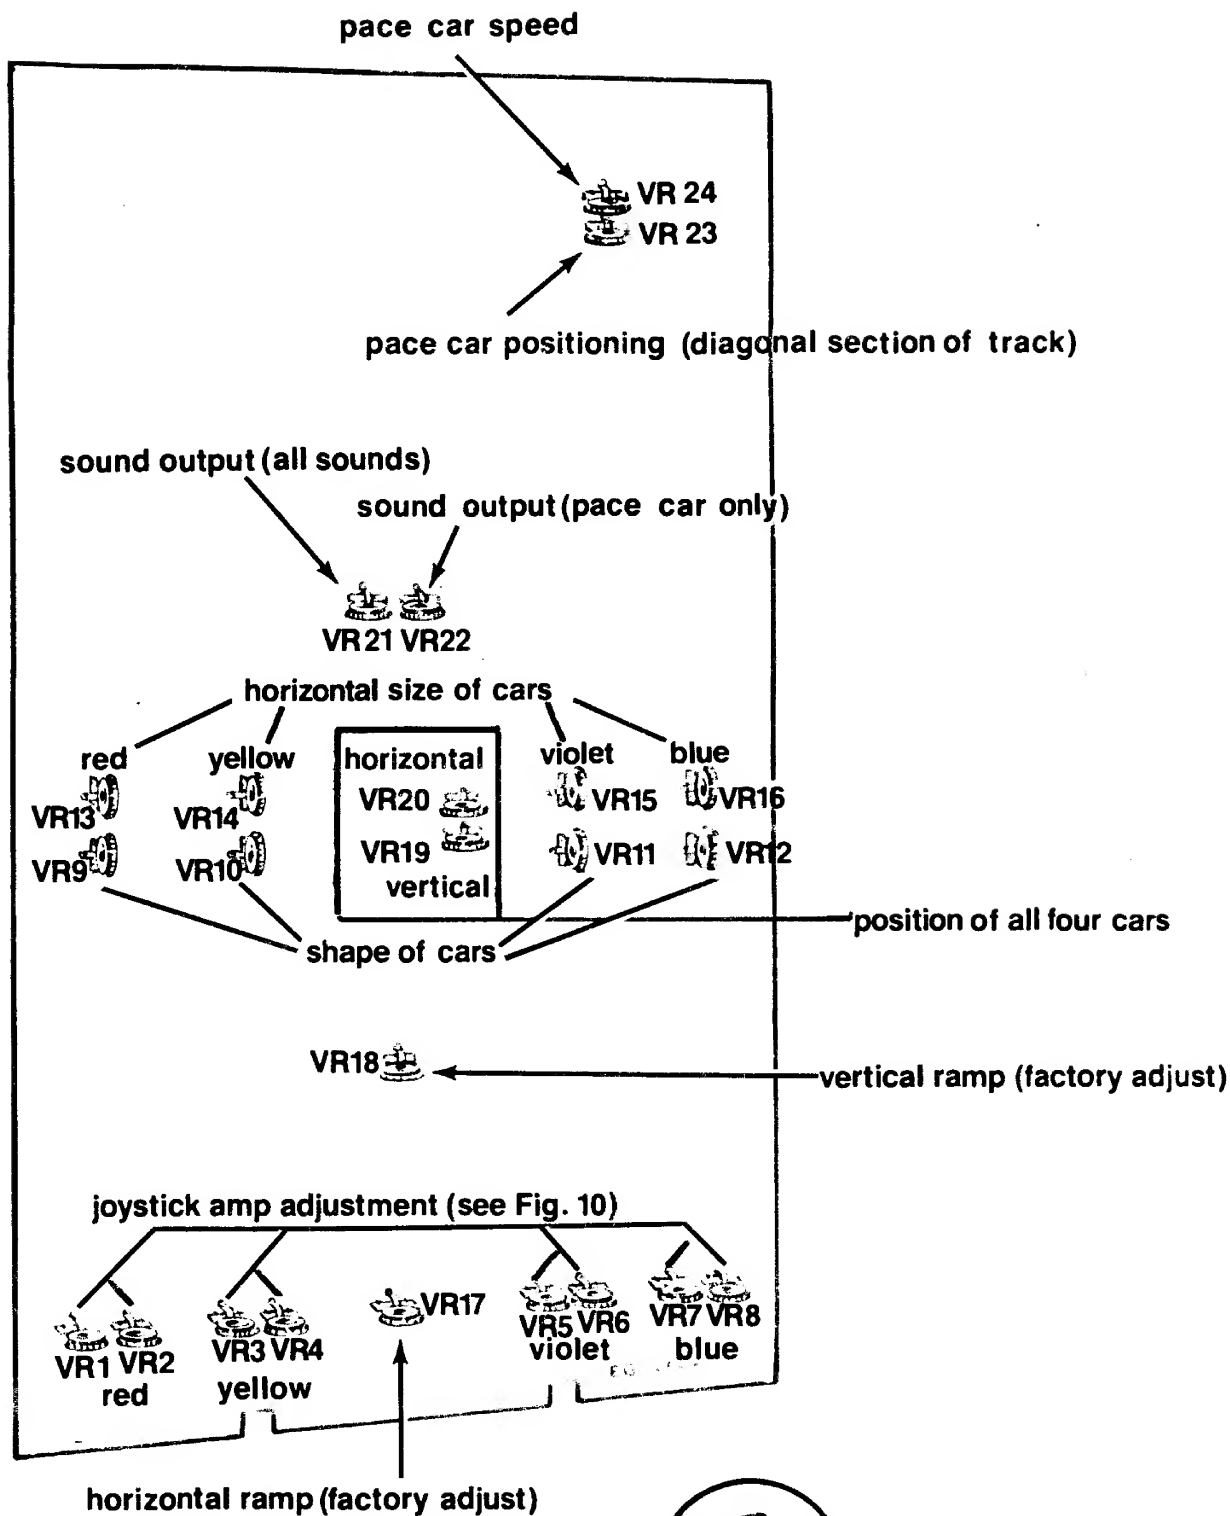 pace car speed
VR 24
VR 23
pace car positioning (diagonal section of track)
sound output (all sounds)
sound output (pace car only)
VR21 VR22
horizontal size of cars
red yellow horizontal violet blue
VR13 VR14 VR20 VR15 VR16
VR9 VR10 VR19 VR11 VR12
vertical
position of all four cars
shape of cars
VR18
vertical ramp (factory adjust)
joystick amp adjustment (see Fig. 10)
VR1 VR2 VR3 VR4 VR17 VR5 VR6 VR7 VR8
red yellow violet blue
horizontal ramp (factory adjust)